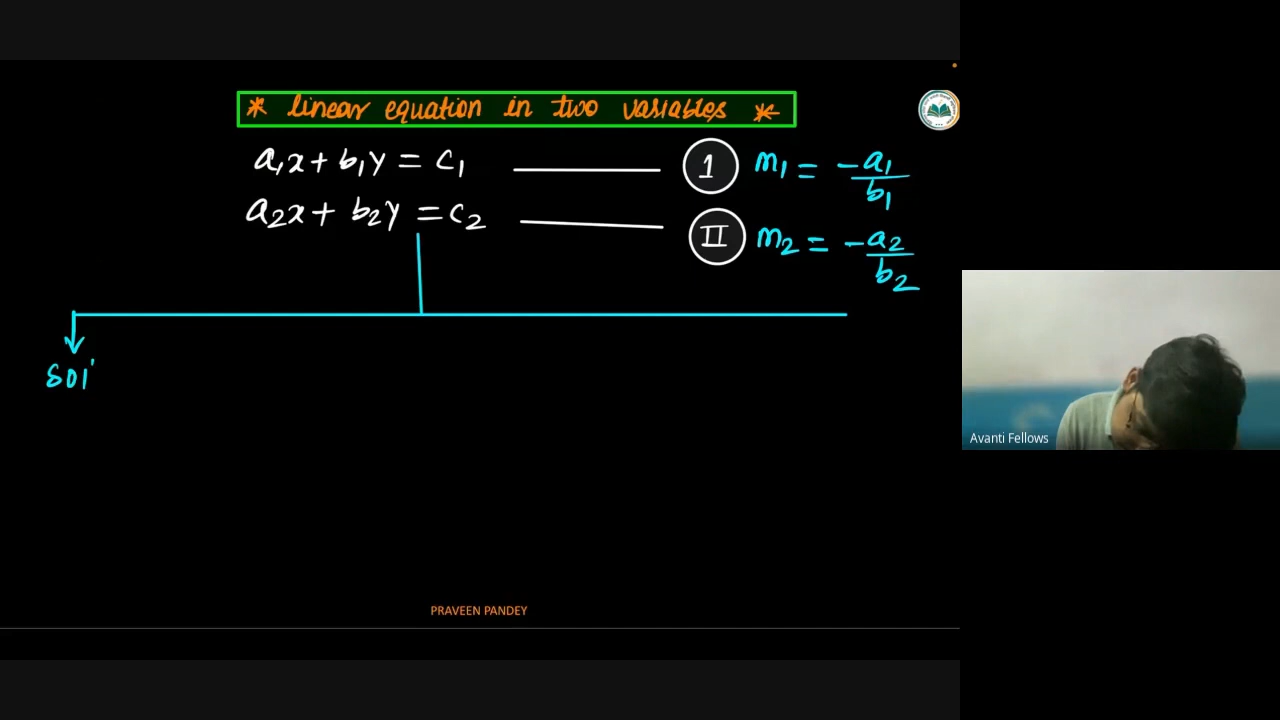 * linear equation in two variables *
a₁x + b₁y = c₁ ——— I m₁ = -a₁/b₁
a₂x + b₂y = c₂ ——— II m₂ = -a₂/b₂
sol'
Avanti Fellows
PRAVEEN PANDEY